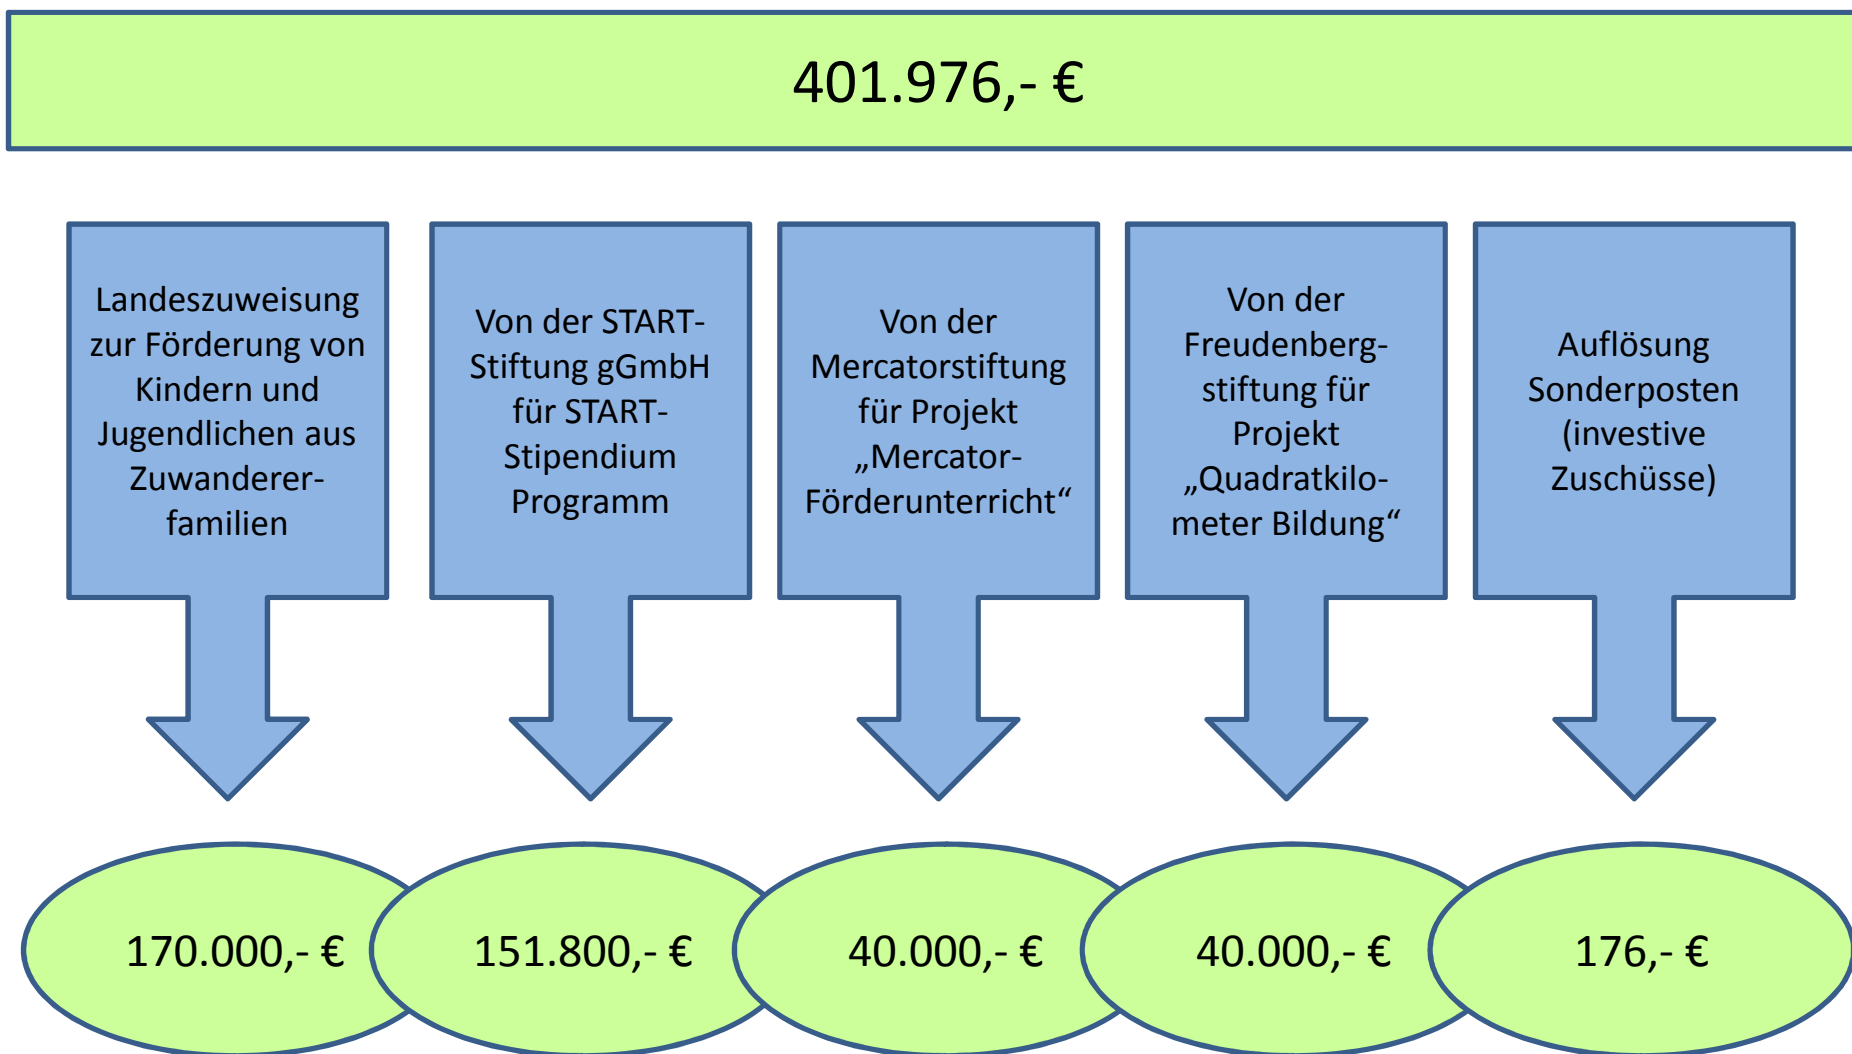 401.976,- €
Landeszuweisung
zur Förderung von
Kindern und
Jugendlichen aus
Zuwanderer-
familien
Von der START-
Stiftung gGmbH
für START-
Stipendium
Programm
Von der
Mercatorstiftung
für Projekt
„Mercator-
Förderunterricht“
Von der
Freudenberg-
stiftung für
Projekt
„Quadratkilo-
meter Bildung“
Auflösung
Sonderposten
(investive
Zuschüsse)
170.000,- €
151.800,- €
40.000,- €
40.000,- €
176,- €